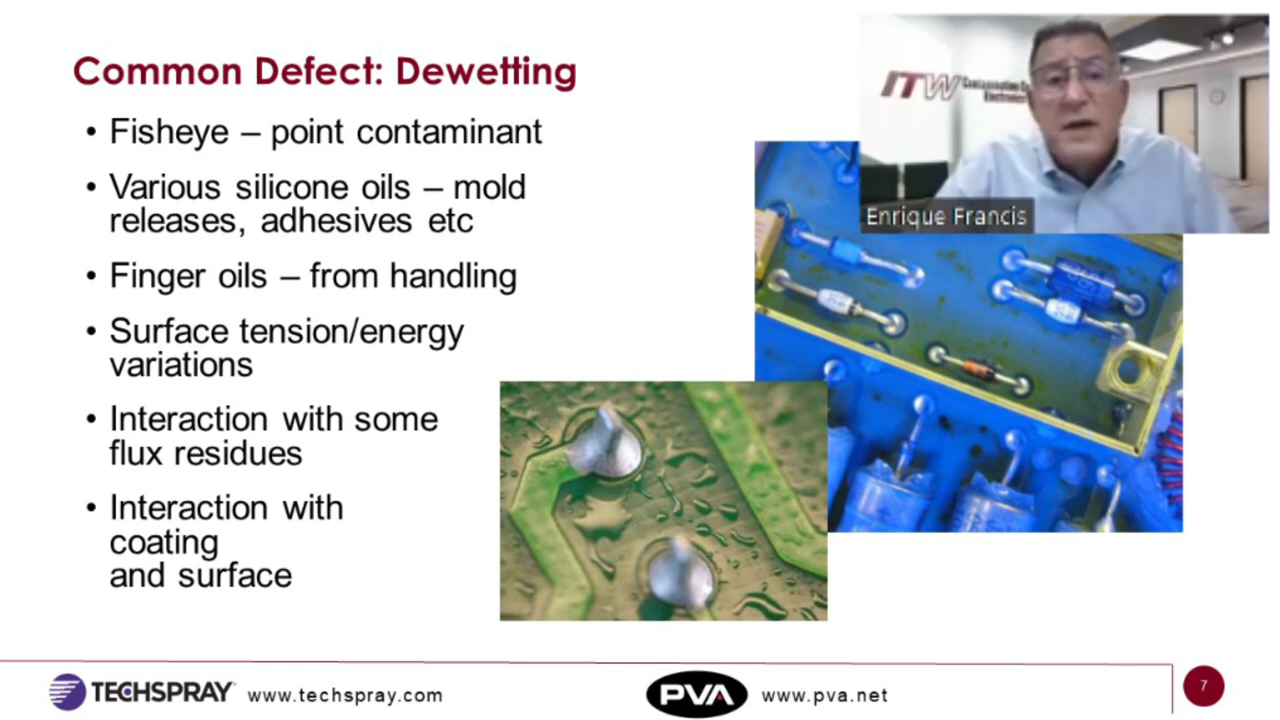 Common Defect: Dewetting
• Fisheye – point contaminant
• Various silicone oils – mold
releases, adhesives etc
• Finger oils – from handling
• Surface tension/energy
variations
• Interaction with some
flux residues
• Interaction with
coating
and surface
ITW
Enrique Francis
TECHSPRAY
www.techspray.com
PVA
www.pva.net
7